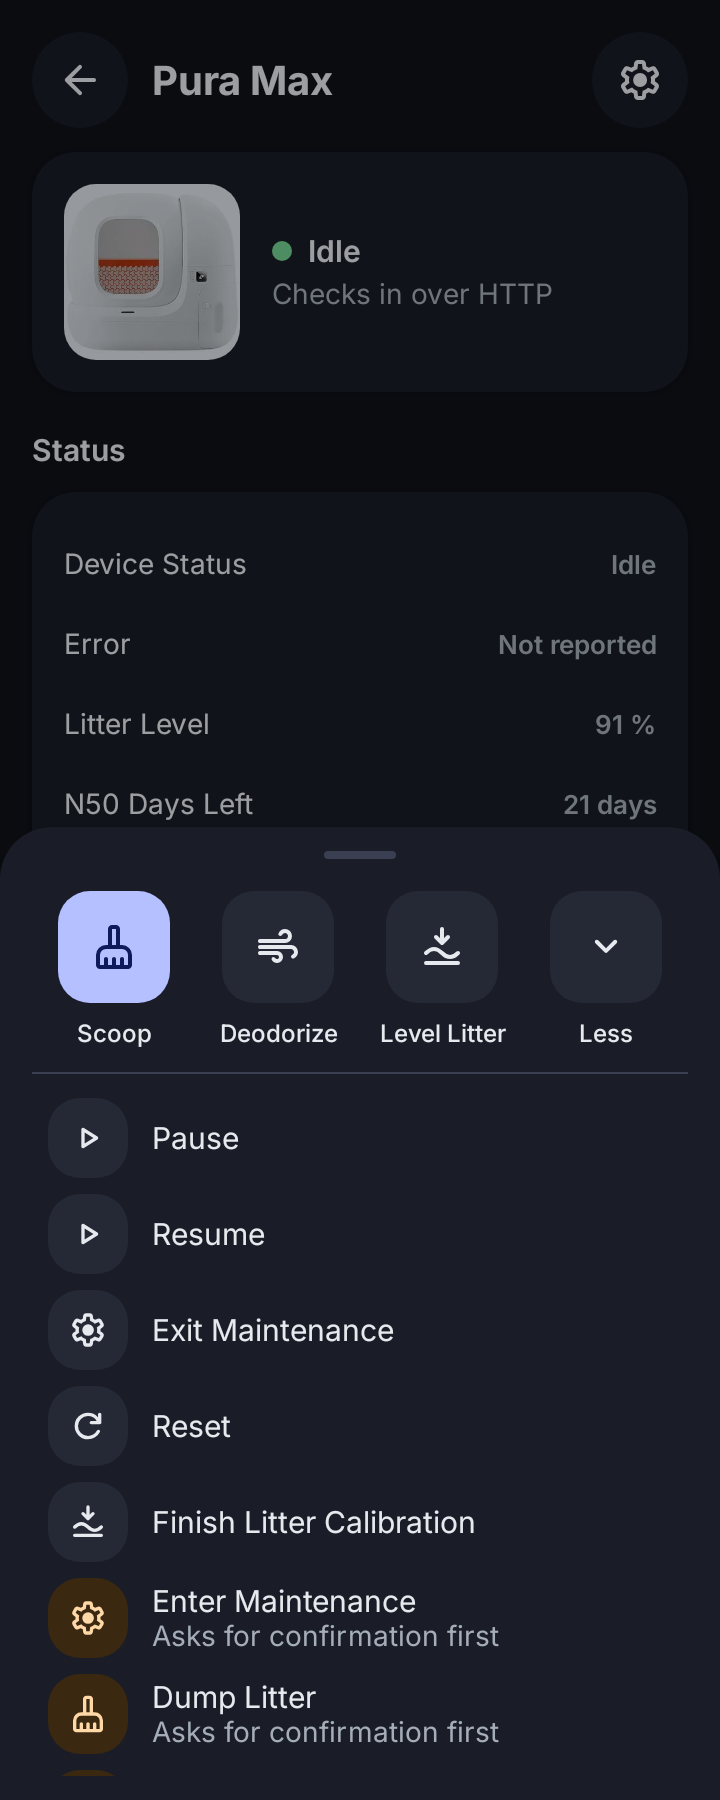 Pura Max
Idle
Checks in over HTTP
Status
Device Status Idle
Error Not reported
Litter Level 91 %
N50 Days Left 21 days
Scoop Deodorize Level Litter Less
Pause
Resume
Exit Maintenance
Reset
Finish Litter Calibration
Enter Maintenance
Asks for confirmation first
Dump Litter
Asks for confirmation first